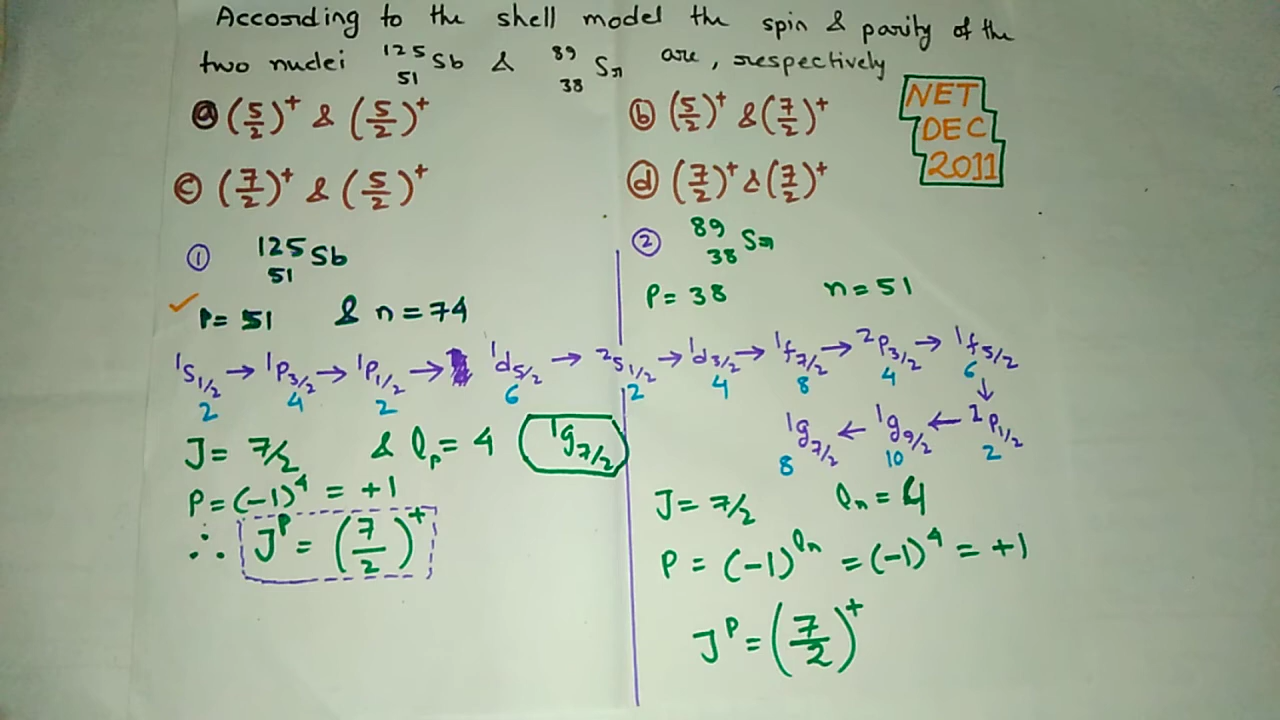 According to the shell model the spin & parity of the
two nuclei ¹²⁵₅₁Sb & ⁸⁹₃₈Sr are, respectively
ⓐ (5/2)⁺ & (5/2)⁺ ⓑ (5/2)⁺ & (7/2)⁺
ⓒ (7/2)⁺ & (5/2)⁺ ⓓ (7/2)⁺ & (7/2)⁺
NET
DEC
2011
① ¹²⁵₅₁Sb
✓ P = 51 & n = 74
② ⁸⁹₃₈Sr
P = 38 n = 51
¹S₁/₂ → ¹P₃/₂ → ¹P₁/₂ → ¹d₅/₂ → ²S₁/₂ → ¹d₃/₂ → ¹f₇/₂ → ²P₃/₂ → ¹f₅/₂
2 4 2 6 2 4 8 4 6
↓
¹g₇/₂ ← ¹g₉/₂ ← ²P₁/₂
8 10 2
J = 7/2 & lₚ = 4 ¹g₇/₂
P = (-1)⁴ = +1
∴ Jᴾ = (7/2)⁺
J = 7/2 lₙ = 4
P = (-1)^lₙ = (-1)⁴ = +1
Jᴾ = (7/2)⁺